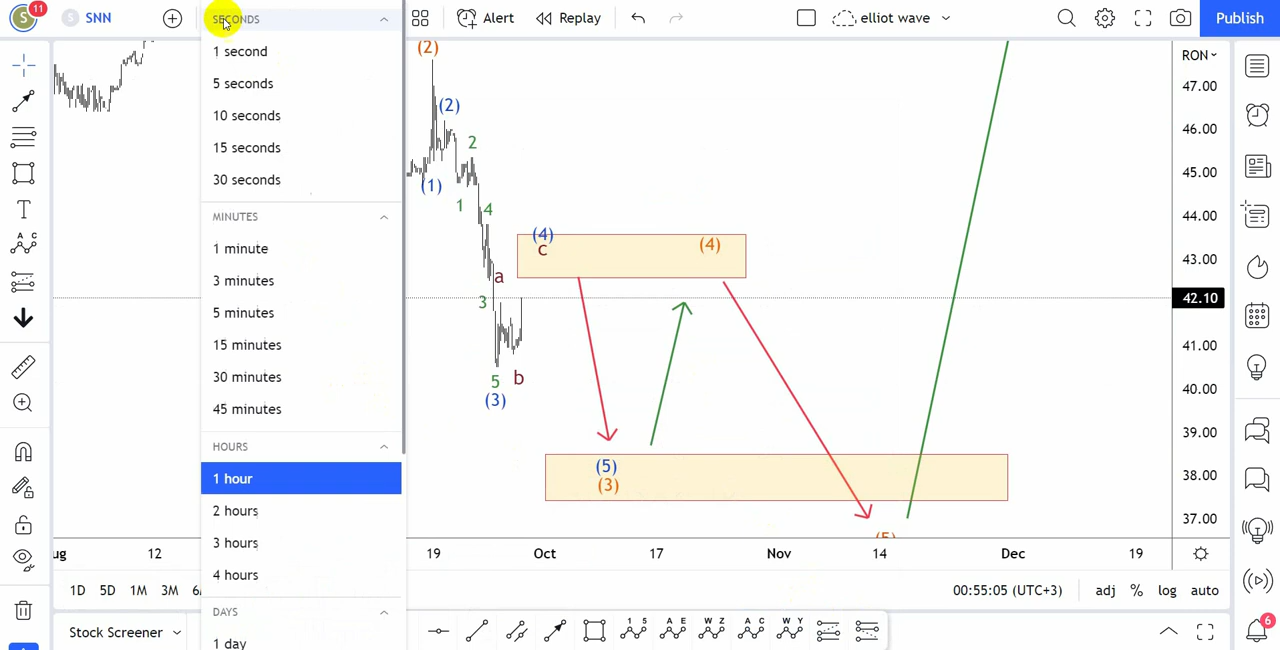 S
11
S
SNN
Alert
Replay
elliot wave
Publish
SECONDS
1 second
5 seconds
10 seconds
15 seconds
30 seconds
MINUTES
1 minute
3 minutes
5 minutes
15 minutes
30 minutes
45 minutes
HOURS
1 hour
2 hours
3 hours
4 hours
DAYS
1 day
(2)
(2)
2
(1)
1
4
(4)
c
(4)
a
3
5
b
(3)
(5)
(3)
(5)
RON
47.00
46.00
45.00
44.00
43.00
42.10
41.00
40.00
39.00
38.00
37.00
ug
12
19
Oct
17
Nov
14
Dec
19
1D
5D
1M
3M
00:55:05 (UTC+3)
adj
%
log
auto
Stock Screener
T
A C
1 5
A E
W Z
A C
W Y
6